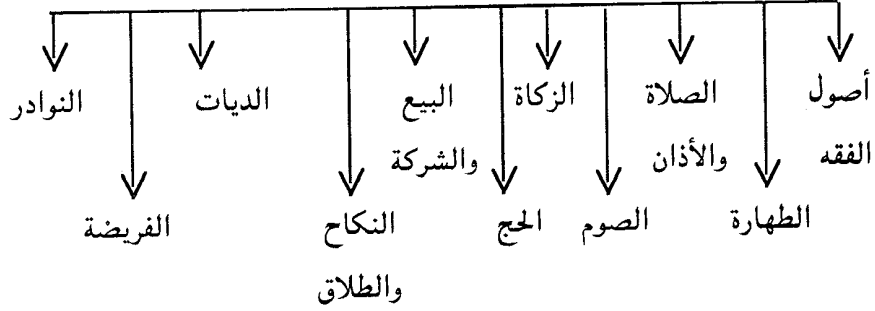 أصول
الفقه
الطهارة
الصلاة
والأذان
الصوم
الزكاة
الحج
البيع
والشركة
النكاح
والطلاق
الديات
الفريضة
النوادر